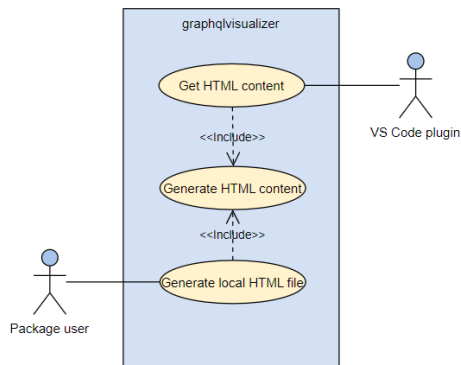 graphqlvisualizer
Get HTML content
VS Code plugin
<<Include>>
Generate HTML content
<<Include>>
Generate local HTML file
Package user